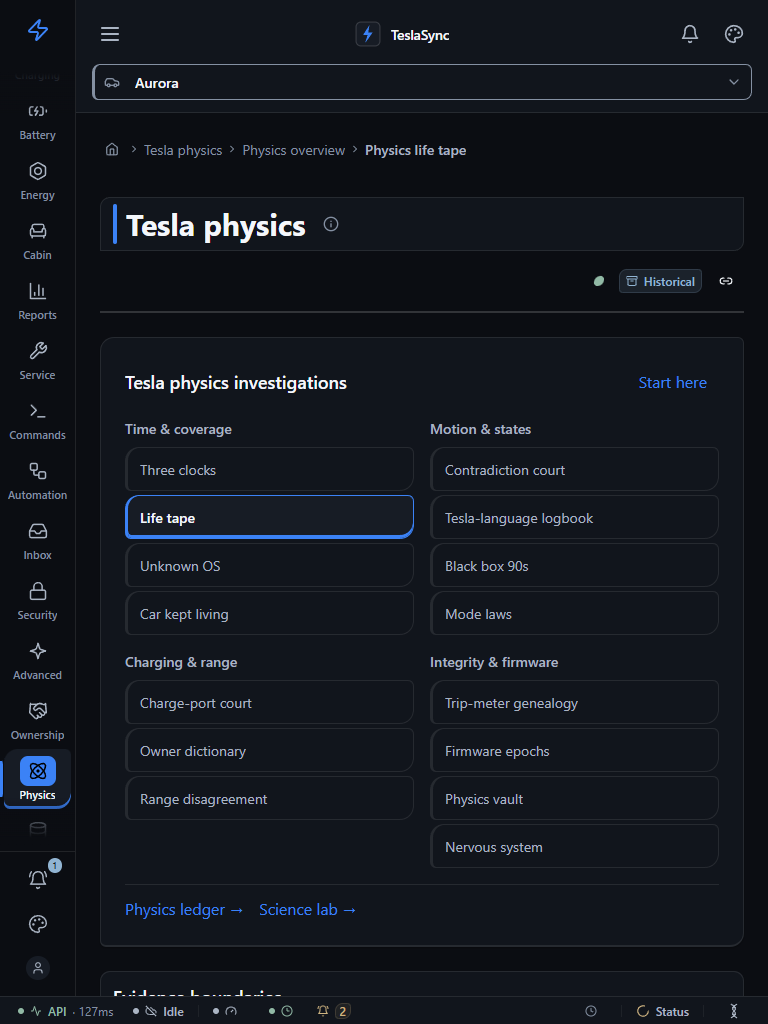 TeslaSync
Aurora
Charging
Battery
Energy
Cabin
Reports
Service
Commands
Automation
Inbox
Security
Advanced
Ownership
Physics
1
Tesla physics > Physics overview > Physics life tape
Tesla physics
Historical
Tesla physics investigations
Start here
Time & coverage
Three clocks
Life tape
Unknown OS
Car kept living
Motion & states
Contradiction court
Tesla-language logbook
Black box 90s
Mode laws
Charging & range
Charge-port court
Owner dictionary
Range disagreement
Integrity & firmware
Trip-meter genealogy
Firmware epochs
Physics vault
Nervous system
Physics ledger → Science lab →
Evidence boundaries
API · 127ms Idle 2 Status